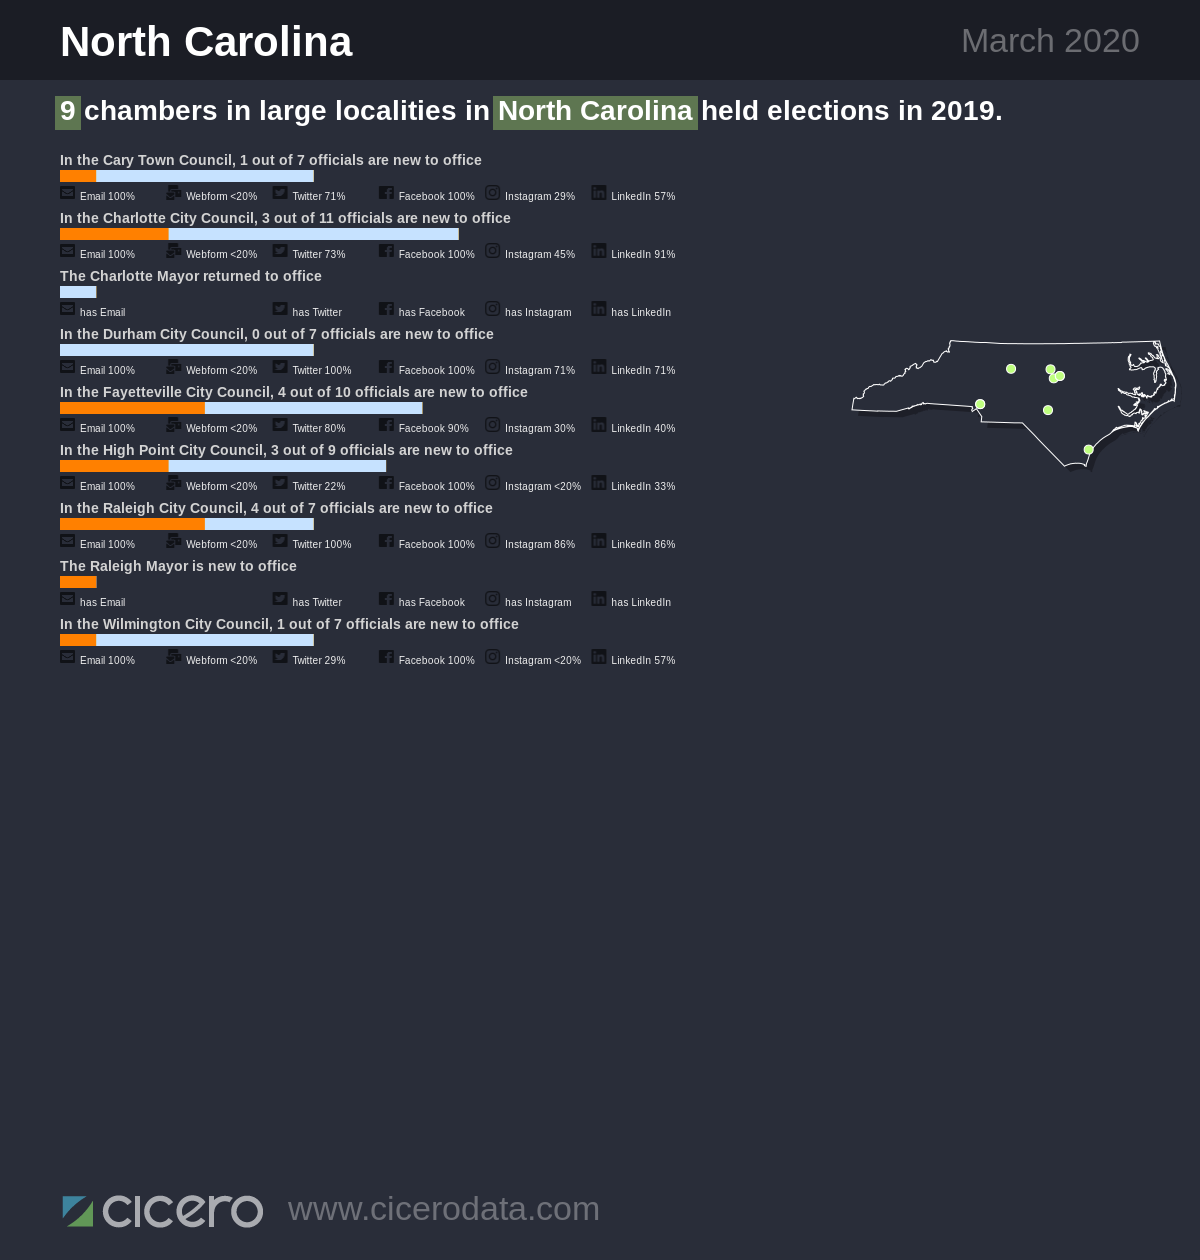 North Carolina March 2020
9 chambers in large localities in North Carolina held elections in 2019.
In the Cary Town Council, 1 out of 7 officials are new to office
Email 100% Webform <20% Twitter 71% Facebook 100% Instagram 29% LinkedIn 57%
In the Charlotte City Council, 3 out of 11 officials are new to office
Email 100% Webform <20% Twitter 73% Facebook 100% Instagram 45% LinkedIn 91%
The Charlotte Mayor returned to office
has Email has Twitter has Facebook has Instagram has LinkedIn
In the Durham City Council, 0 out of 7 officials are new to office
Email 100% Webform <20% Twitter 100% Facebook 100% Instagram 71% LinkedIn 71%
In the Fayetteville City Council, 4 out of 10 officials are new to office
Email 100% Webform <20% Twitter 80% Facebook 90% Instagram 30% LinkedIn 40%
In the High Point City Council, 3 out of 9 officials are new to office
Email 100% Webform <20% Twitter 22% Facebook 100% Instagram <20% LinkedIn 33%
In the Raleigh City Council, 4 out of 7 officials are new to office
Email 100% Webform <20% Twitter 100% Facebook 100% Instagram 86% LinkedIn 86%
The Raleigh Mayor is new to office
has Email has Twitter has Facebook has Instagram has LinkedIn
In the Wilmington City Council, 1 out of 7 officials are new to office
Email 100% Webform <20% Twitter 29% Facebook 100% Instagram <20% LinkedIn 57%
cicero www.cicerodata.com